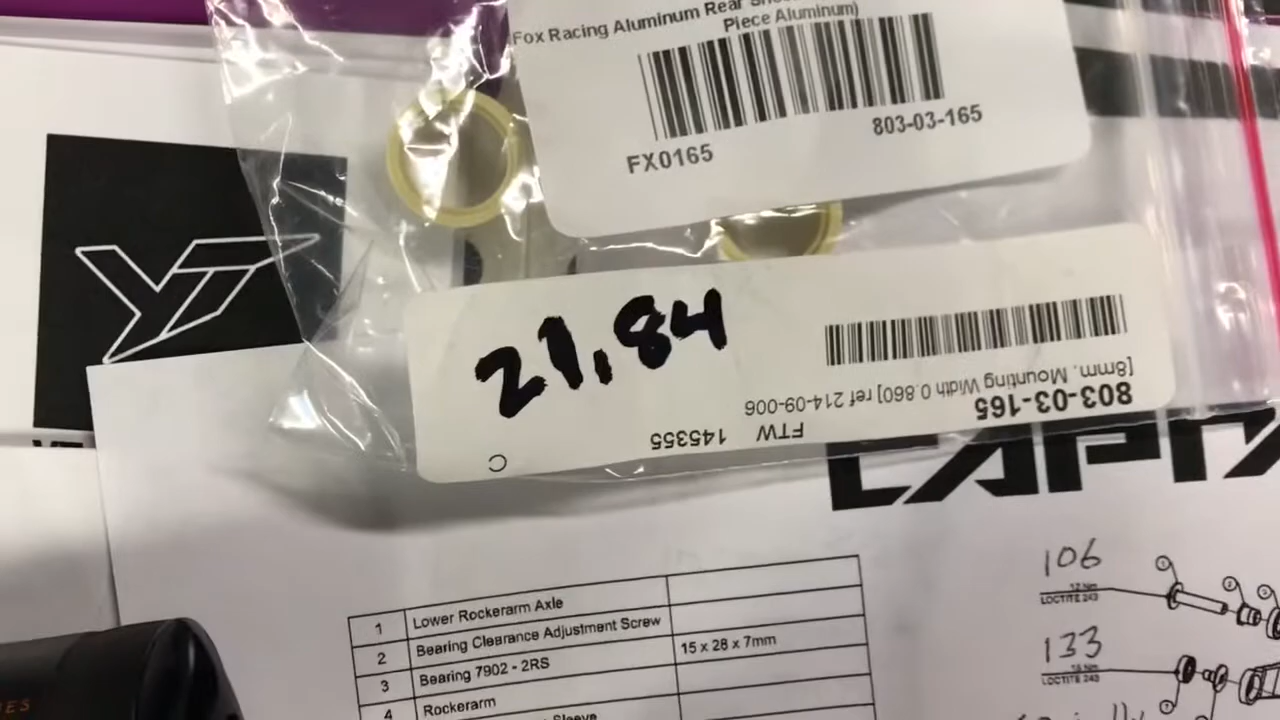 Fox Racing Aluminum Rear
Piece Aluminum)
803-03-165
FX0165
YT
21,84
803-03-165
[8mm, Mounting Width 0.860] ref 214-09-006
FTW 145355
C
1 Lower Rockerarm Axle
2 Bearing Clearance Adjustment Screw
3 Bearing 7902 - 2RS 15 x 28 x 7mm
4 Rockerarm
Sleeve
106
LOCTITE 243
133
LOCTITE 243